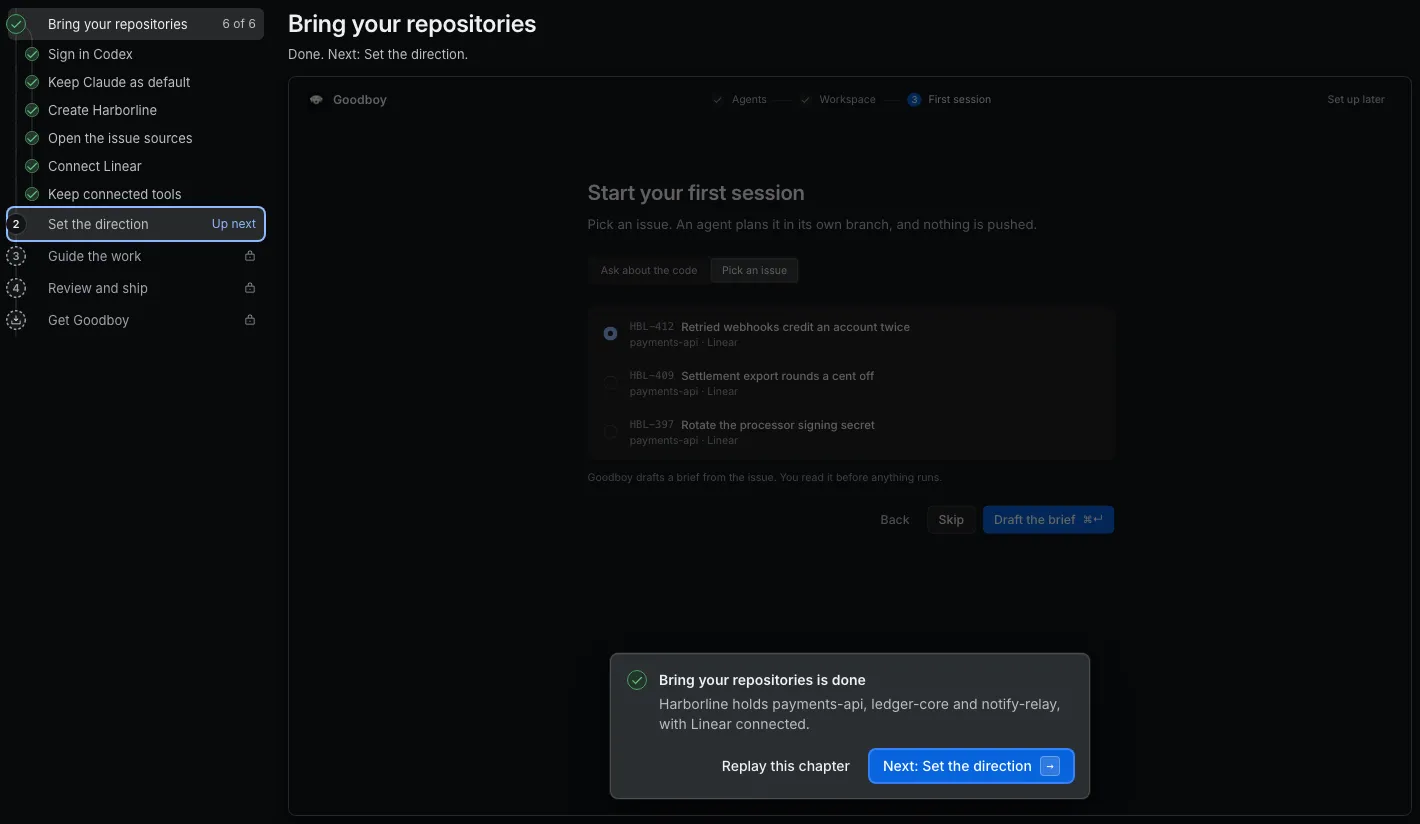 Bring your repositories 6 of 6
Sign in Codex
Keep Claude as default
Create Harborline
Open the issue sources
Connect Linear
Keep connected tools
2 Set the direction Up next
3 Guide the work
4 Review and ship
Get Goodboy
Bring your repositories
Done. Next: Set the direction.
Goodboy Agents Workspace 3 First session Set up later
Start your first session
Pick an issue. An agent plans it in its own branch, and nothing is pushed.
Ask about the code Pick an issue
HBL-412 Retried webhooks credit an account twice
payments-api · Linear
HBL-409 Settlement export rounds a cent off
payments-api · Linear
HBL-397 Rotate the processor signing secret
payments-api · Linear
Goodboy drafts a brief from the issue. You read it before anything runs.
Back Skip Draft the brief ⌘↵
Bring your repositories is done
Harborline holds payments-api, ledger-core and notify-relay,
with Linear connected.
Replay this chapter Next: Set the direction →